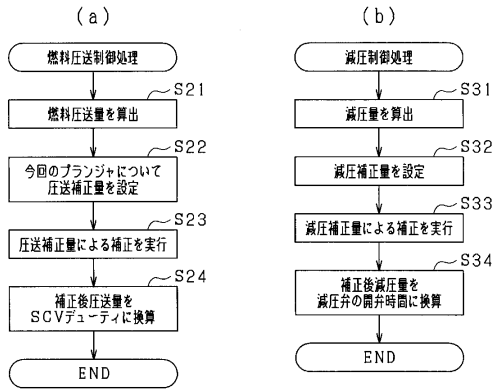 (a)
燃料圧送制御処理
S21
燃料圧送量を算出
S22
今回のプランジャについて
圧送補正量を設定
S23
圧送補正量による補正を実行
S24
補正後圧送量を
SCVデューティに換算
END
(b)
減圧制御処理
S31
減圧量を算出
S32
減圧補正量を設定
S33
減圧補正量による補正を実行
S34
補正後減圧量を
減圧弁の開弁時間に換算
END